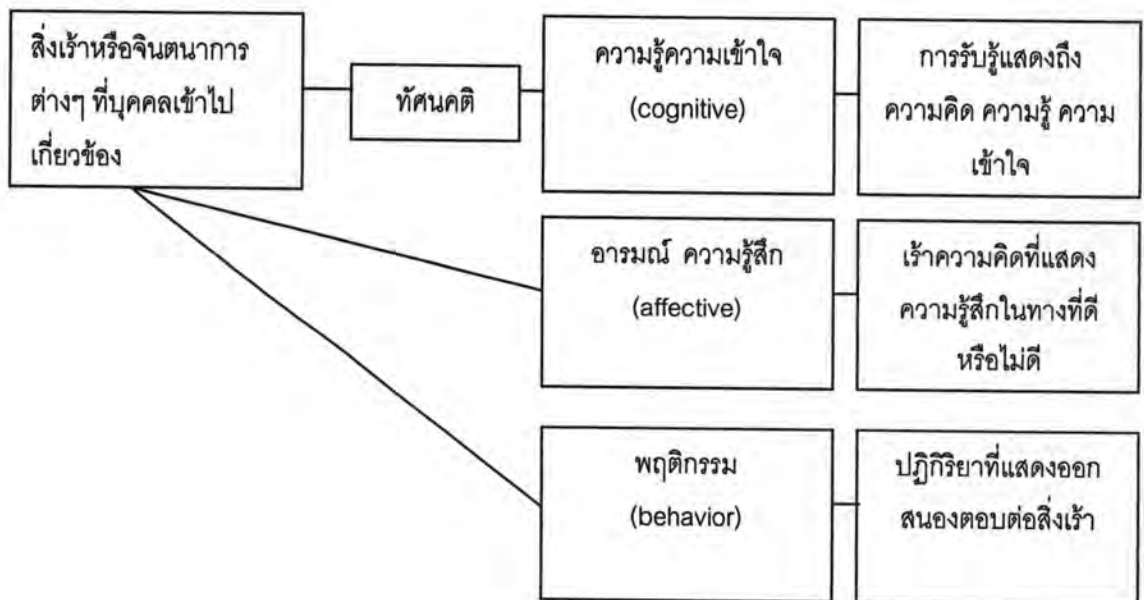 สิ่งเร้าหรือจินตนาการ
ต่างๆ ที่บุคคลเข้าไป
เกี่ยวข้อง
ทัศนคติ
ความรู้ความเข้าใจ
(cognitive)
การรับรู้แสดงถึง
ความคิด ความรู้ ความ
เข้าใจ
อารมณ์ ความรู้สึก
(affective)
เร้าความคิดที่แสดง
ความรู้สึกในทางที่ดี
หรือไม่ดี
พฤติกรรม
(behavior)
ปฏิกิริยาที่แสดงออก
สนองตอบต่อสิ่งเร้า